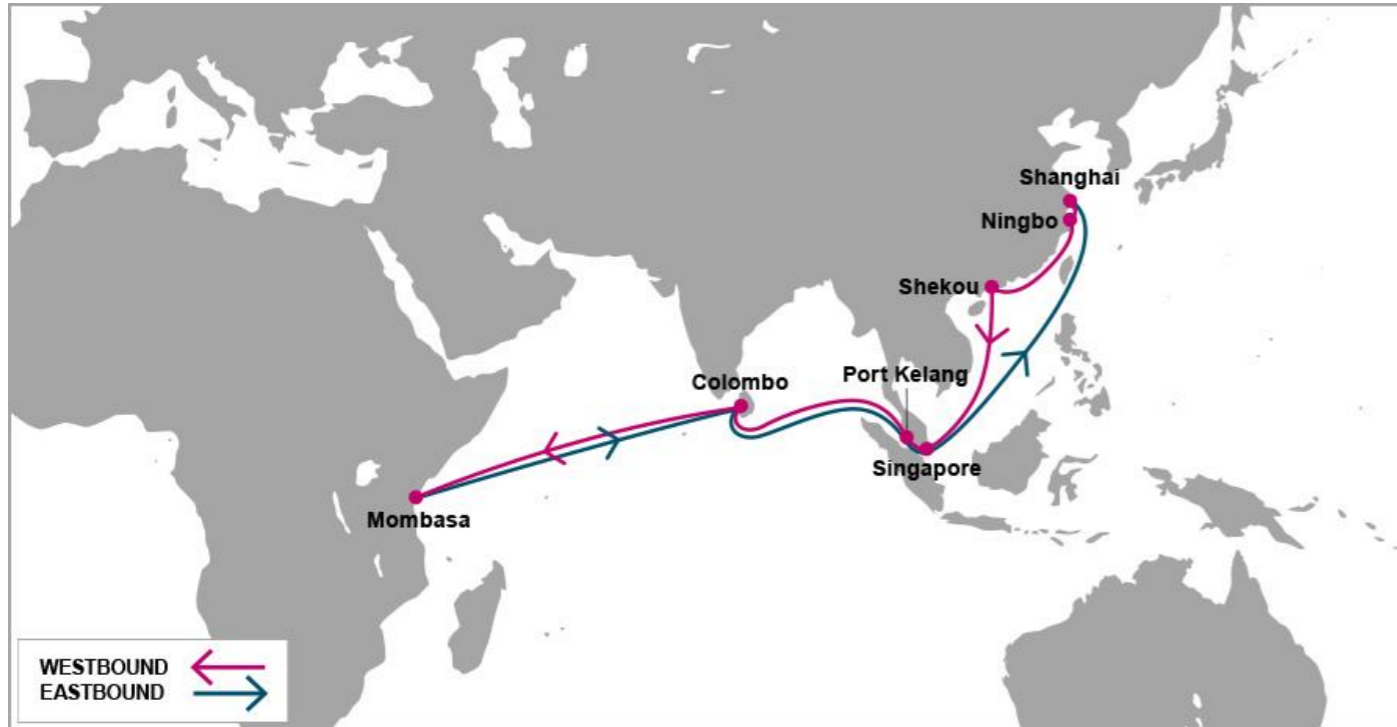 Shanghai
Ningbo
Shekou
Port Kelang
Colombo
Singapore
Mombasa
WESTBOUND
EASTBOUND